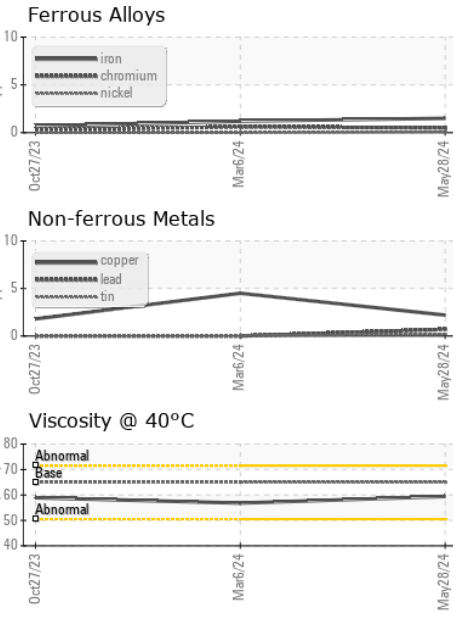 Ferrous Alloys
10
5
0
iron
chromium
nickel
Oct27/23
Mar6/24
May28/24
Non-ferrous Metals
10
5
0
copper
lead
tin
Oct27/23
Mar6/24
May28/24
Viscosity @ 40°C
80
70
60
50
40
Abnormal
Base
Abnormal
Oct27/23
Mar6/24
May28/24